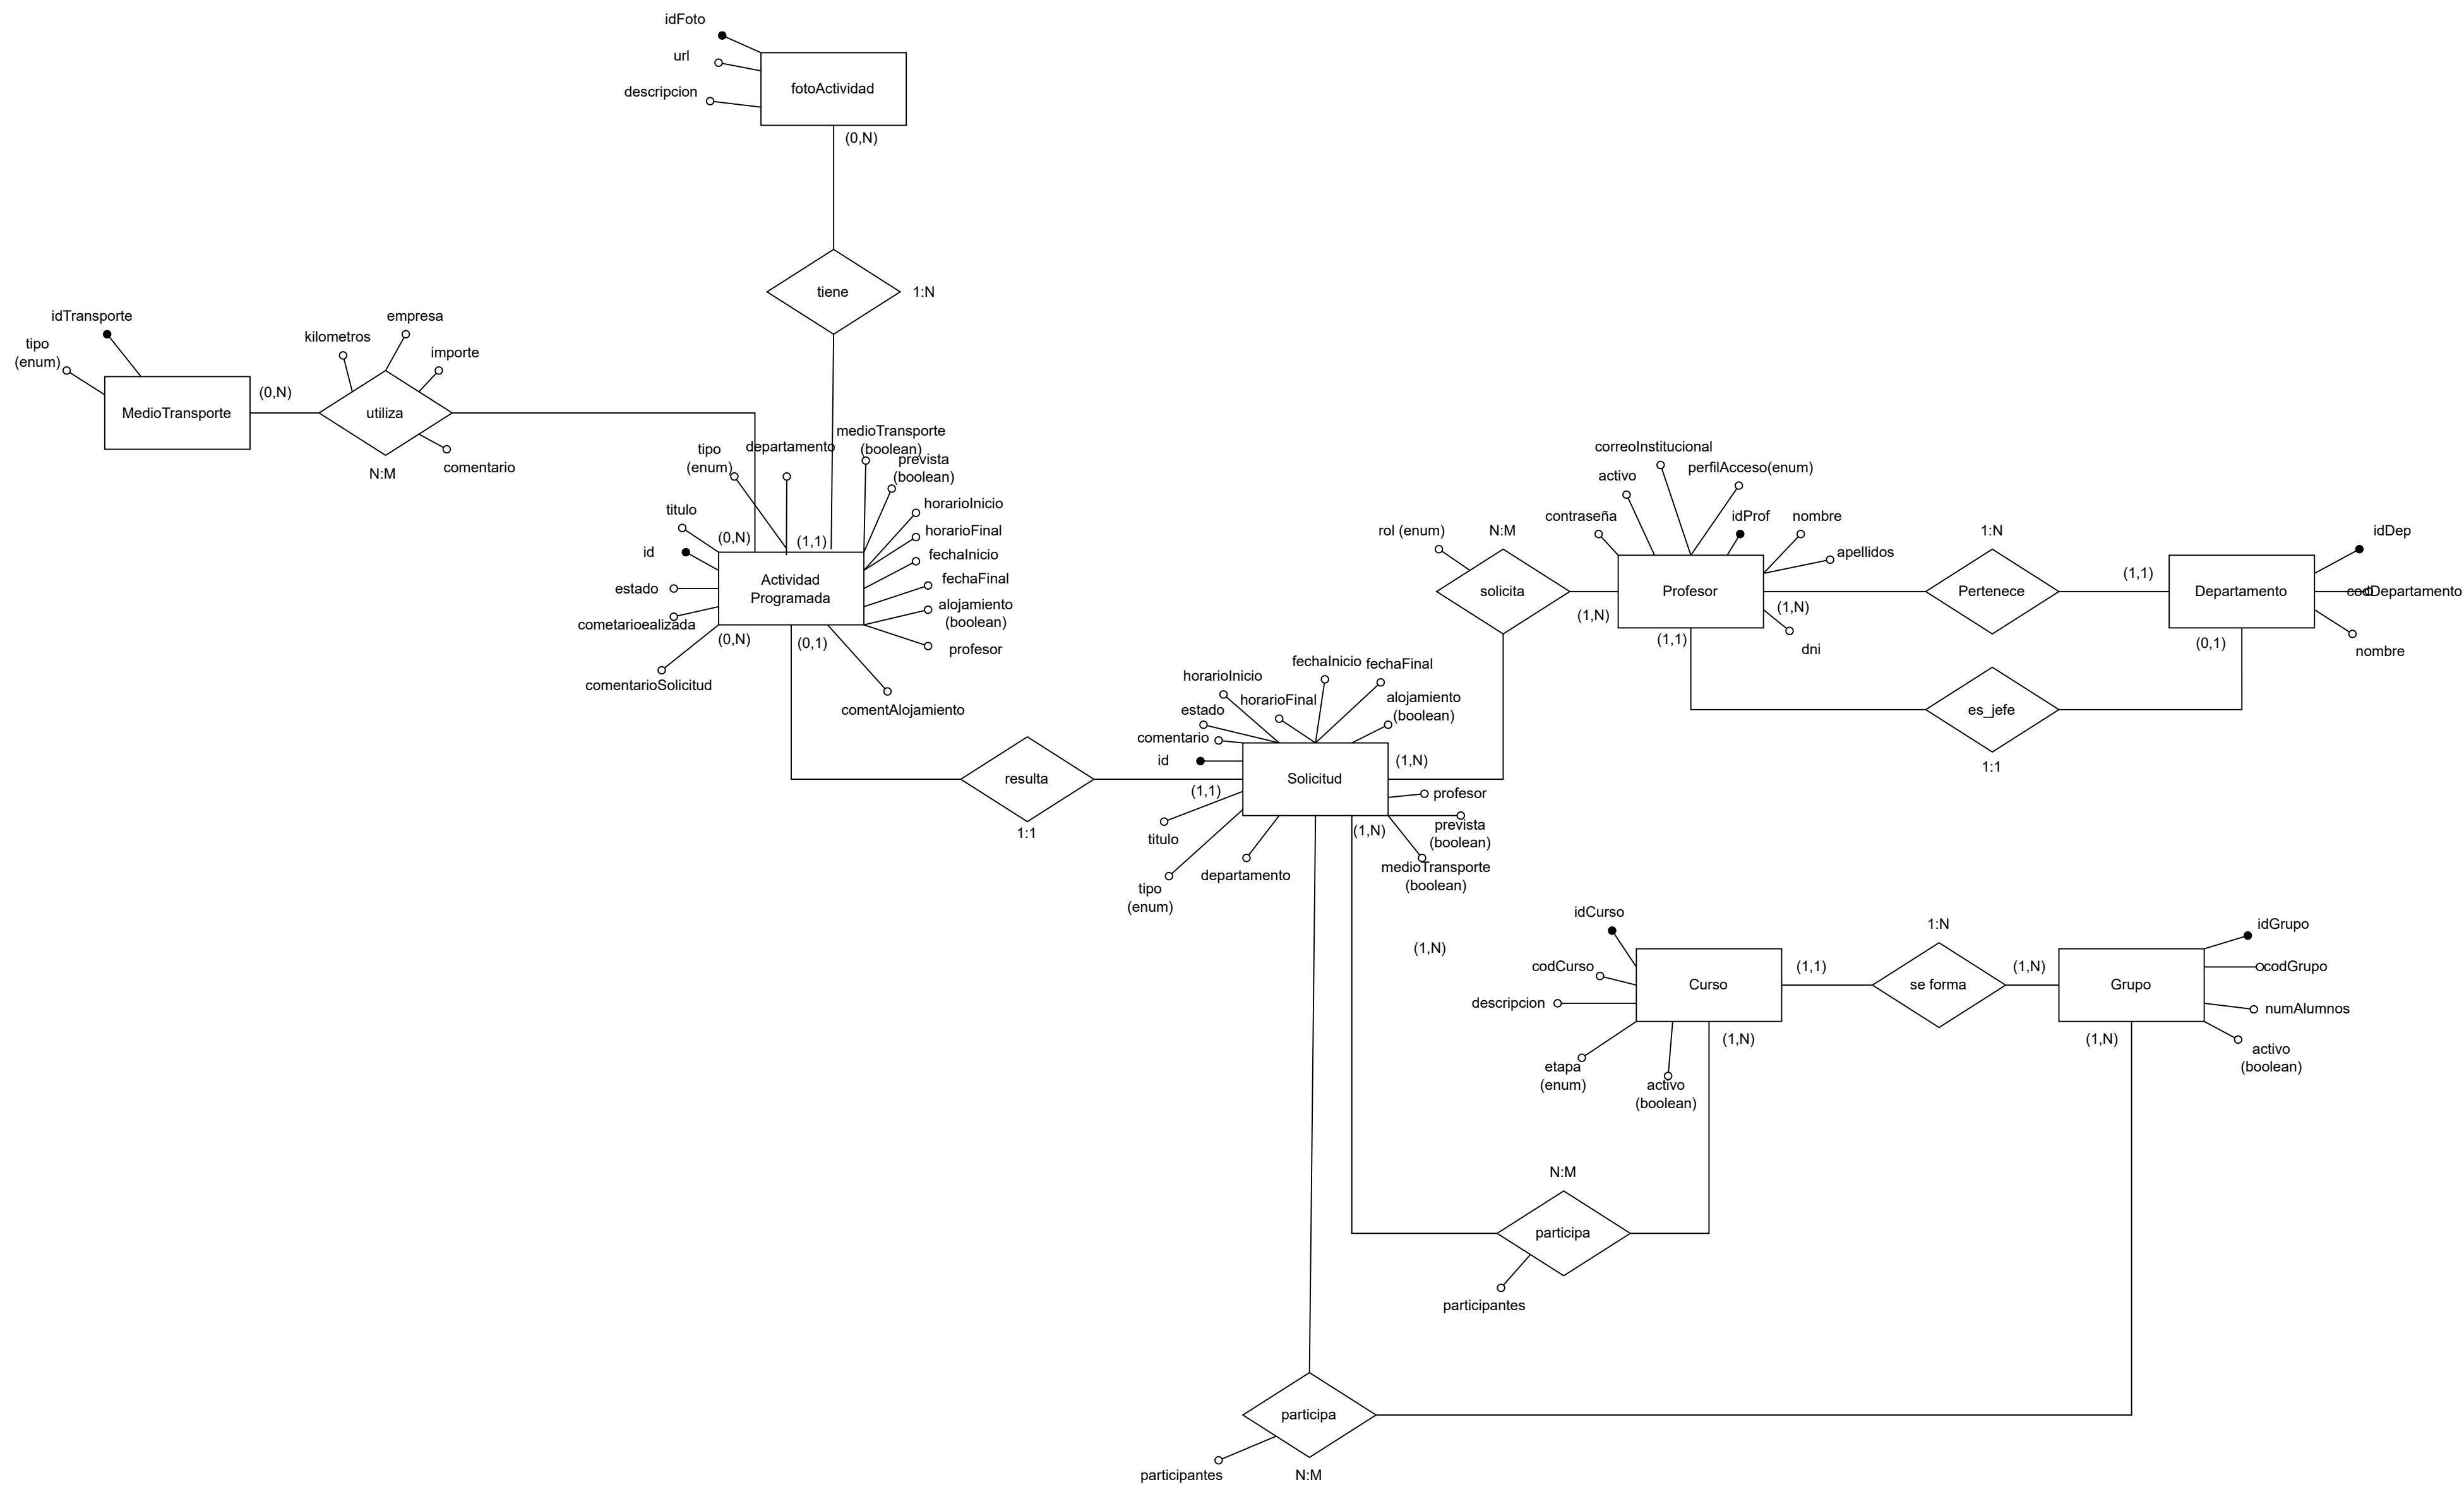 idFoto
url
descripcion
fotoActividad
(0,N)
tiene
1:N
idTransporte
tipo
(enum)
MedioTransporte
(0,N)
kilometros
empresa
importe
utiliza
comentario
N:M
tipo
(enum)
departamento
medioTransporte
(boolean)
prevista
(boolean)
titulo
horarioInicio
id
(0,N)
(1,1)
horarioFinal
fechaInicio
Actividad
Programada
estado
fechaFinal
cometarioealizada
alojamiento
(boolean)
(0,N)
(0,1)
profesor
comentarioSolicitud
comentAlojamiento
resulta
1:1
horarioInicio
fechaInicio
fechaFinal
horarioFinal
estado
alojamiento
(boolean)
comentario
id
Solicitud
(1,N)
(1,1)
profesor
titulo
(1,N)
prevista
(boolean)
tipo
(enum)
departamento
medioTransporte
(boolean)
rol (enum)
N:M
solicita
(1,N)
correoInstitucional
activo
perfilAcceso(enum)
contraseña
idProf
nombre
apellidos
Profesor
(1,N)
(1,1)
dni
1:N
Pertenece
(1,1)
idDep
codDepartamento
Departamento
(0,1)
nombre
es_jefe
1:1
(1,N)
idCurso
codCurso
descripcion
Curso
(1,1)
etapa
(enum)
activo
(boolean)
(1,N)
1:N
se forma
(1,N)
idGrupo
codGrupo
Grupo
numAlumnos
(1,N)
activo
(boolean)
N:M
participa
participantes
participa
participantes
N:M